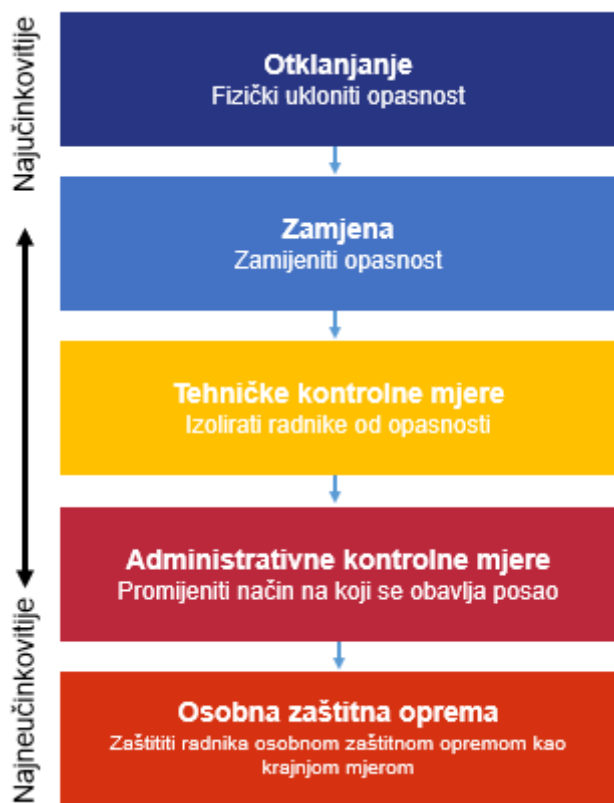 Najučinkovitije
Otklanjanje
Fizički ukloniti opasnost
Zamjena
Zamijeniti opasnost
Tehničke kontrolne mjere
Izolirati radnike od opasnosti
Administrativne kontrolne mjere
Promijeniti način na koji se obavlja posao
Najneučinkovitije
Osobna zaštitna oprema
Zaštititi radnika osobnom zaštitnom opremom kao
krajnjom mjerom